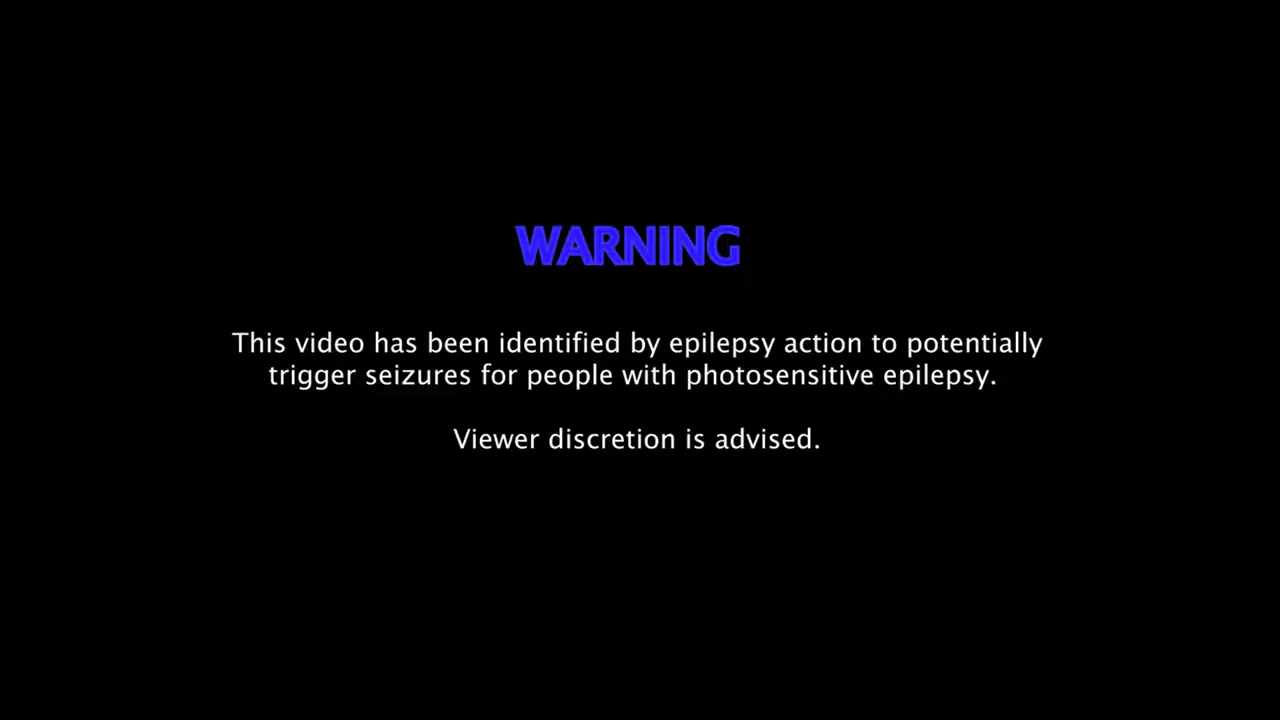 WARNING
This video has been identified by epilepsy action to potentially
trigger seizures for people with photosensitive epilepsy.
Viewer discretion is advised.